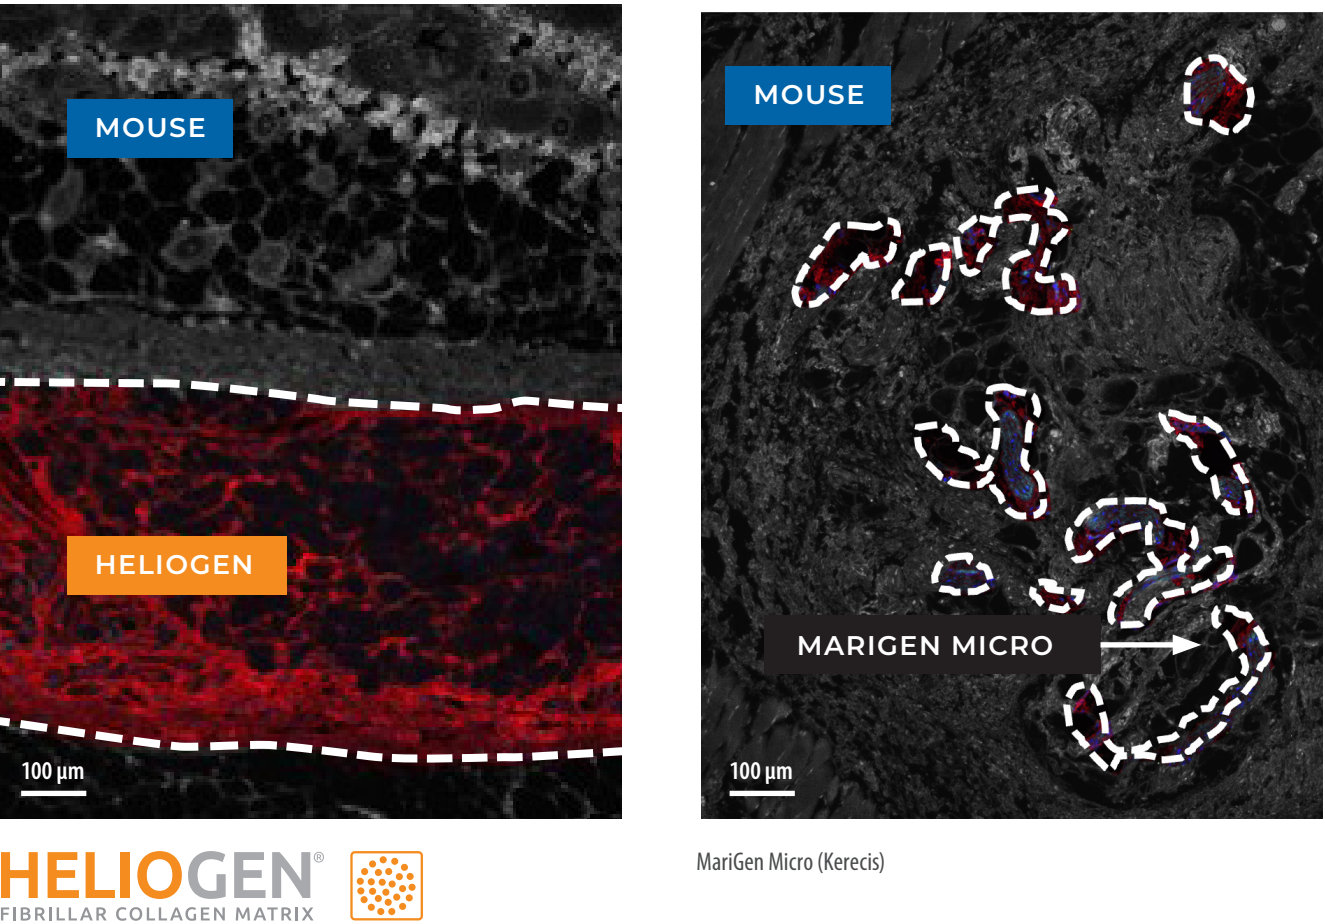 MOUSE
HELIOGEN
100 µm
HELIOGEN®
FIBRILLAR COLLAGEN MATRIX
MOUSE
MARIGEN MICRO
100 µm
MariGen Micro (Kerecis)